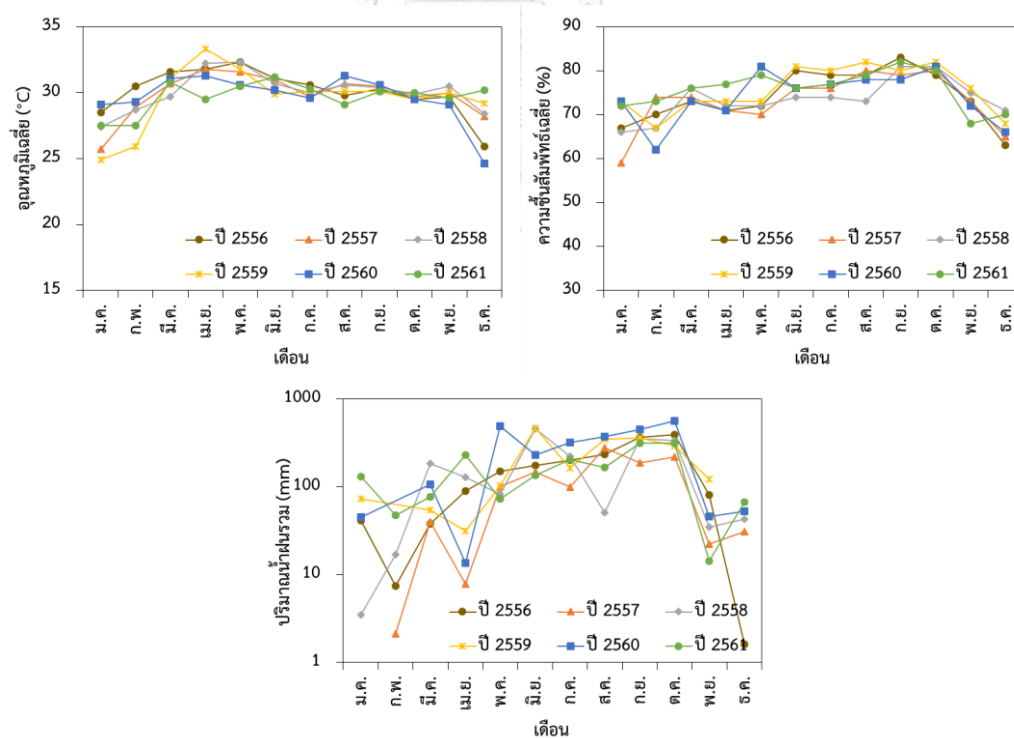 35
30
25
20
15
อุณหภูมิเฉลี่ย (°C)
ปี 2556 ปี 2557 ปี 2558
ปี 2559 ปี 2560 ปี 2561
ม.ค. ก.พ. มี.ค. เม.ย. พ.ค. มิ.ย. ก.ค. ส.ค. ก.ย. ต.ค. พ.ย. ธ.ค.
เดือน
90
80
70
60
50
40
30
ความชื้นสัมพัทธ์เฉลี่ย (%)
ปี 2556 ปี 2557 ปี 2558
ปี 2559 ปี 2560 ปี 2561
ม.ค. ก.พ. มี.ค. เม.ย. พ.ค. มิ.ย. ก.ค. ส.ค. ก.ย. ต.ค. พ.ย. ธ.ค.
เดือน
1000
100
10
1
ปริมาณน้ำฝนรวม (mm)
ปี 2556 ปี 2557 ปี 2558
ปี 2559 ปี 2560 ปี 2561
ม.ค. ก.พ. มี.ค. เม.ย. พ.ค. มิ.ย. ก.ค. ส.ค. ก.ย. ต.ค. พ.ย. ธ.ค.
เดือน